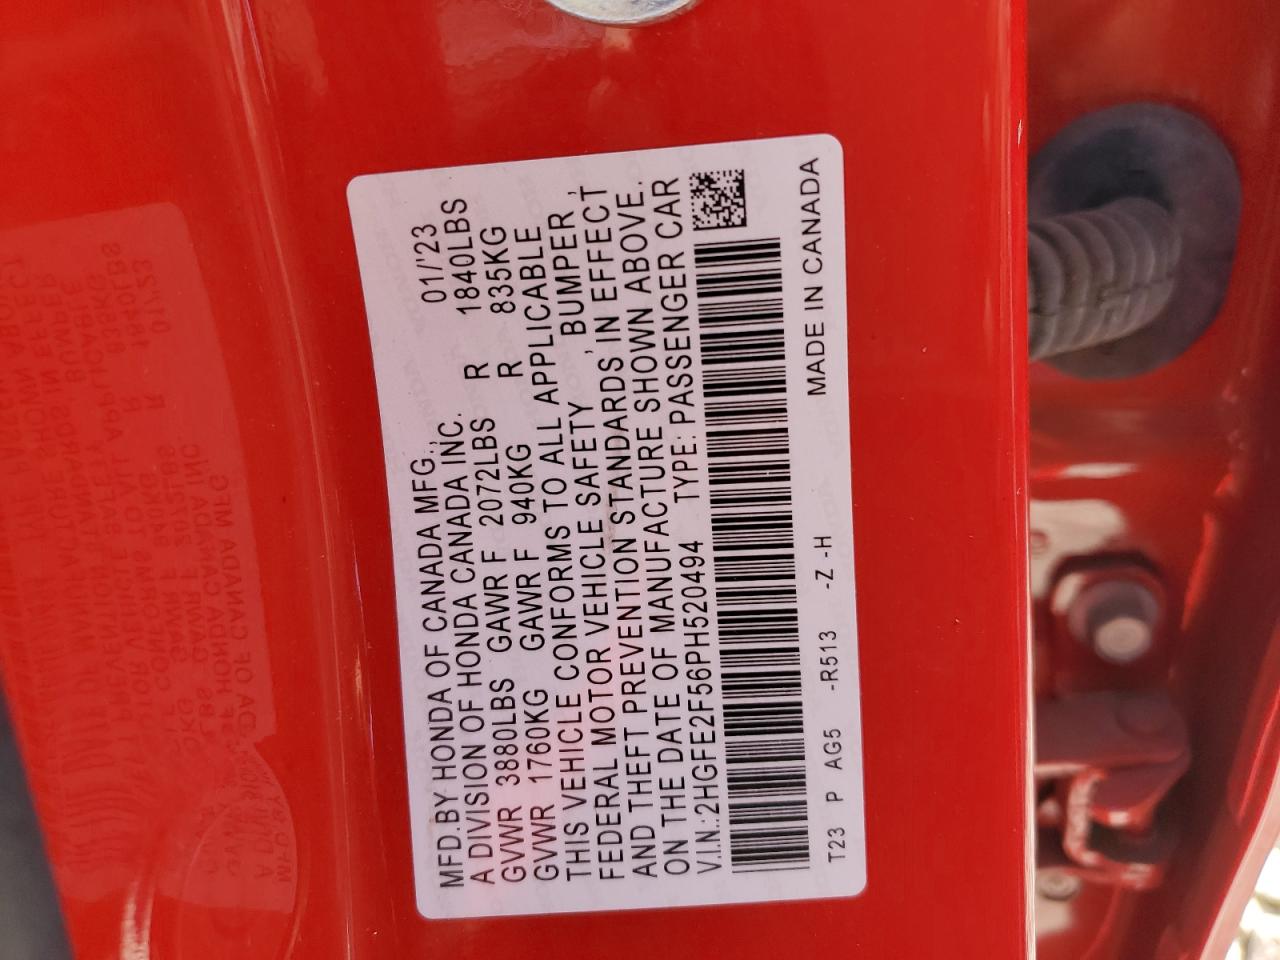 MFD.BY HONDA OF CANADA MFG., 01/'23
A DIVISION OF HONDA CANADA INC.
GVWR 3880LBS GAWR F 2072LBS R 1840LBS
GVWR 1760KG GAWR F 940KG R 835KG
THIS VEHICLE CONFORMS TO ALL APPLICABLE
FEDERAL MOTOR VEHICLE SAFETY, BUMPER,
AND THEFT PREVENTION STANDARDS IN EFFECT
ON THE DATE OF MANUFACTURE SHOWN ABOVE.
V.I.N.:2HGFE2F56PH520494 TYPE: PASSENGER CAR
T23 P AG5 -R513 -Z -H MADE IN CANADA